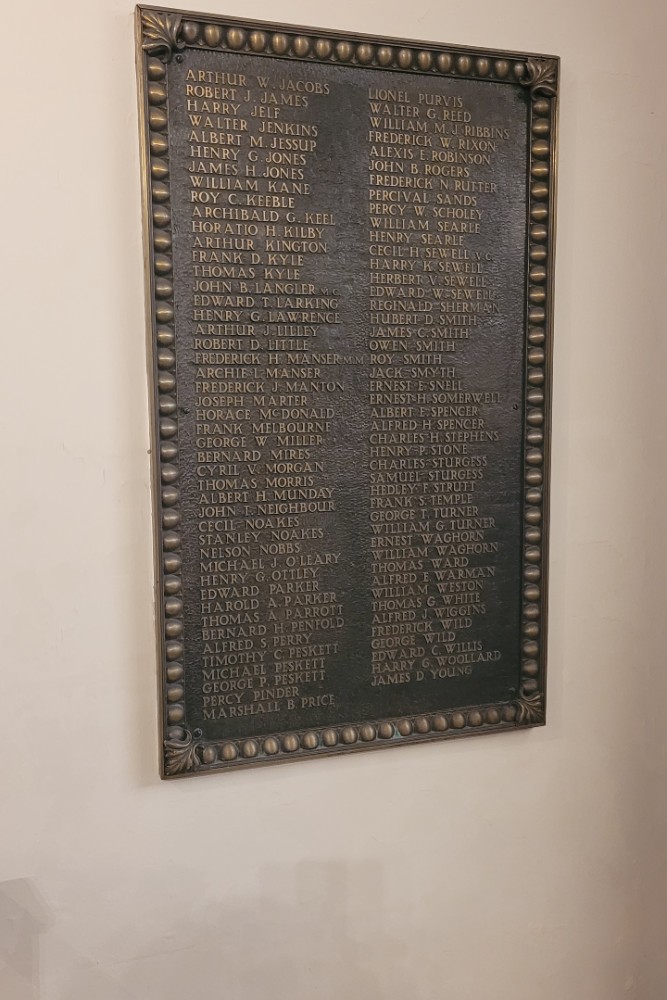 ARTHUR W. JACOBS
ROBERT J. JAMES
HARRY JELF
WALTER JENKINS
ALBERT M. JESSUP
HENRY G. JONES
JAMES H. JONES
WILLIAM KANE
ROY C. KEEBLE
ARCHIBALD G. KEEL
HORATIO H. KILBY
ARTHUR KINGTON
FRANK D. KYLE
THOMAS KYLE
JOHN B. LANGLER M.C.
EDWARD T. LARKING
HENRY G. LAWRENCE
ARTHUR J. LILLEY
ROBERT D. LITTLE
FREDERICK H. MANSER M.M.
ARCHIE L. MANSER
FREDERICK J. MANTON
JOSEPH MARTER
HORACE McDONALD
FRANK MELBOURNE
GEORGE W. MILLER
BERNARD MIRES
CYRIL V. MORGAN
THOMAS MORRIS
ALBERT H. MUNDAY
JOHN T. NEIGHBOUR
CECIL NOAKES
STANLEY NOAKES
NELSON NOBBS
MICHAEL J. O'LEARY
HENRY G. OTTLEY
EDWARD PARKER
HAROLD A. PARKER
THOMAS A. PARROTT
BERNARD H. PENFOLD
ALFRED S. PERRY
TIMOTHY C. PESKETT
MICHAEL PESKETT
GEORGE P. PESKETT
PERCY PINDER
MARSHALL B. PRICE
LIONEL PURVIS
WALTER G. REED
WILLIAM M. J. RIBBINS
FREDERICK W. RIXON
ALEXIS E. ROBINSON
JOHN B. ROGERS
FREDERICK N. RUTTER
PERCIVAL SANDS
PERCY W. SCHOLEY
WILLIAM SEARLE
HENRY SEARLE
CECIL H. SEWELL V.C.
HARRY K. SEWELL
HERBERT V. SEWELL
EDWARD W. SEWELL
REGINALD SHERMAN
HUBERT D. SMITH
JAMES C. SMITH
OWEN SMITH
ROY SMITH
JACK SMYTH
ERNEST E. SNELL
ERNEST H. SOMERWELL
ALBERT E. SPENCER
ALFRED H. SPENCER
CHARLES H. STEPHENS
HENRY P. STONE
CHARLES STURGESS
SAMUEL STURGESS
HEDLEY F. STRUTT
FRANK S. TEMPLE
GEORGE T. TURNER
WILLIAM G. TURNER
ERNEST WAGHORN
WILLIAM WAGHORN
THOMAS WARD
ALFRED E. WARMAN
WILLIAM WESTON
THOMAS G. WHITE
ALFRED J. WIGGINS
FREDERICK WILD
GEORGE WILD
EDWARD C. WILLIS
HARRY G. WOOLLARD
JAMES D. YOUNG